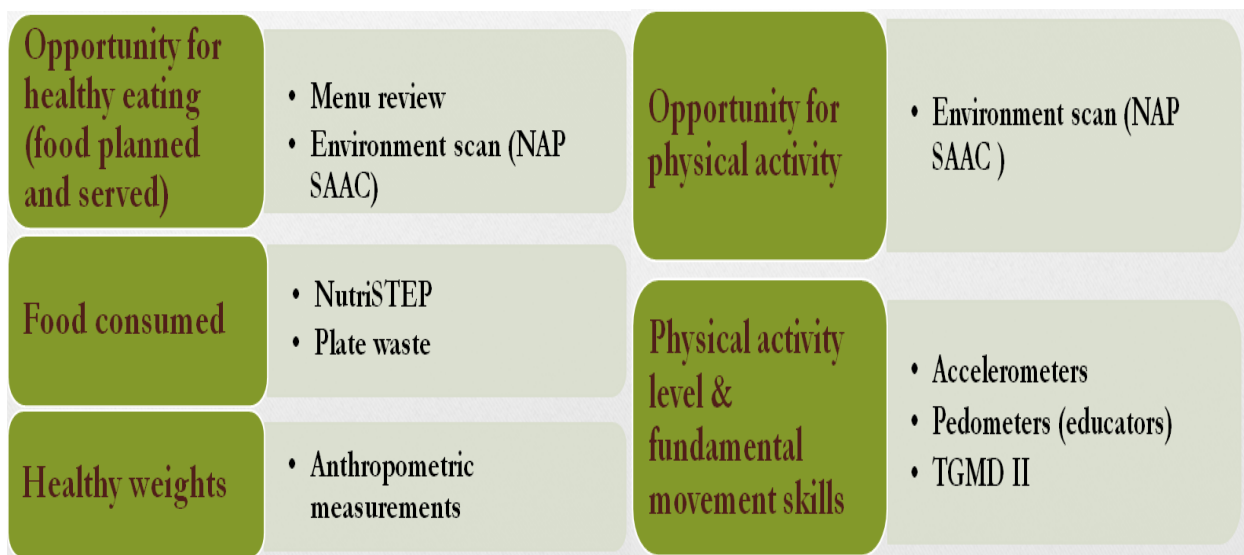 Opportunity for
healthy eating
(food planned
and served)
• Menu review
• Environment scan (NAP
SAAC)
Food consumed
• NutriSTEP
• Plate waste
Healthy weights
• Anthropometric
measurements
Opportunity for
physical activity
• Environment scan (NAP
SAAC )
Physical activity
level &
fundamental
movement skills
• Accelerometers
• Pedometers (educators)
• TGMD II